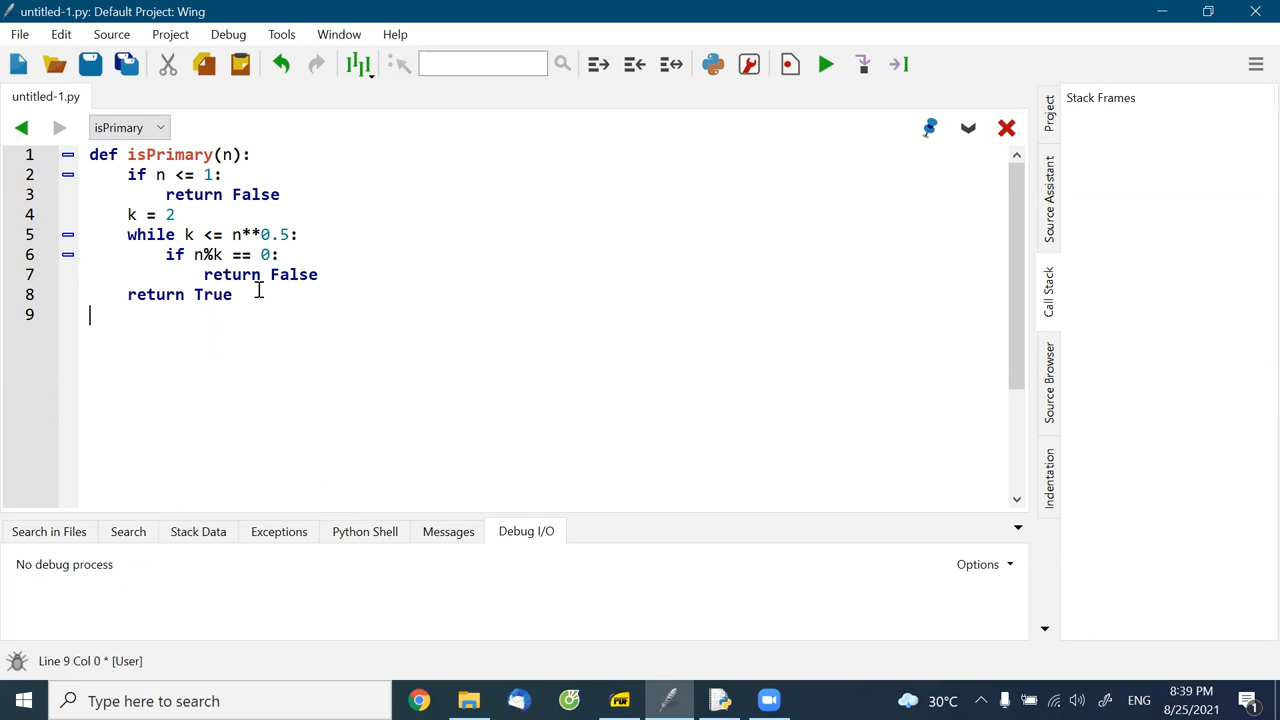 untitled-1.py: Default Project: Wing
File Edit Source Project Debug Tools Window Help
untitled-1.py
isPrimary
1 def isPrimary(n):
2 if n <= 1:
3 return False
4 k = 2
5 while k <= n**0.5:
6 if n%k == 0:
7 return False
8 return True
9
Stack Frames
Project
Source Assistant
Call Stack
Source Browser
Indentation
Search in Files Search Stack Data Exceptions Python Shell Messages Debug I/O
No debug process Options
Line 9 Col 0 * [User]
Type here to search
PDF
30°C ENG
8:39 PM
8/25/2021
1